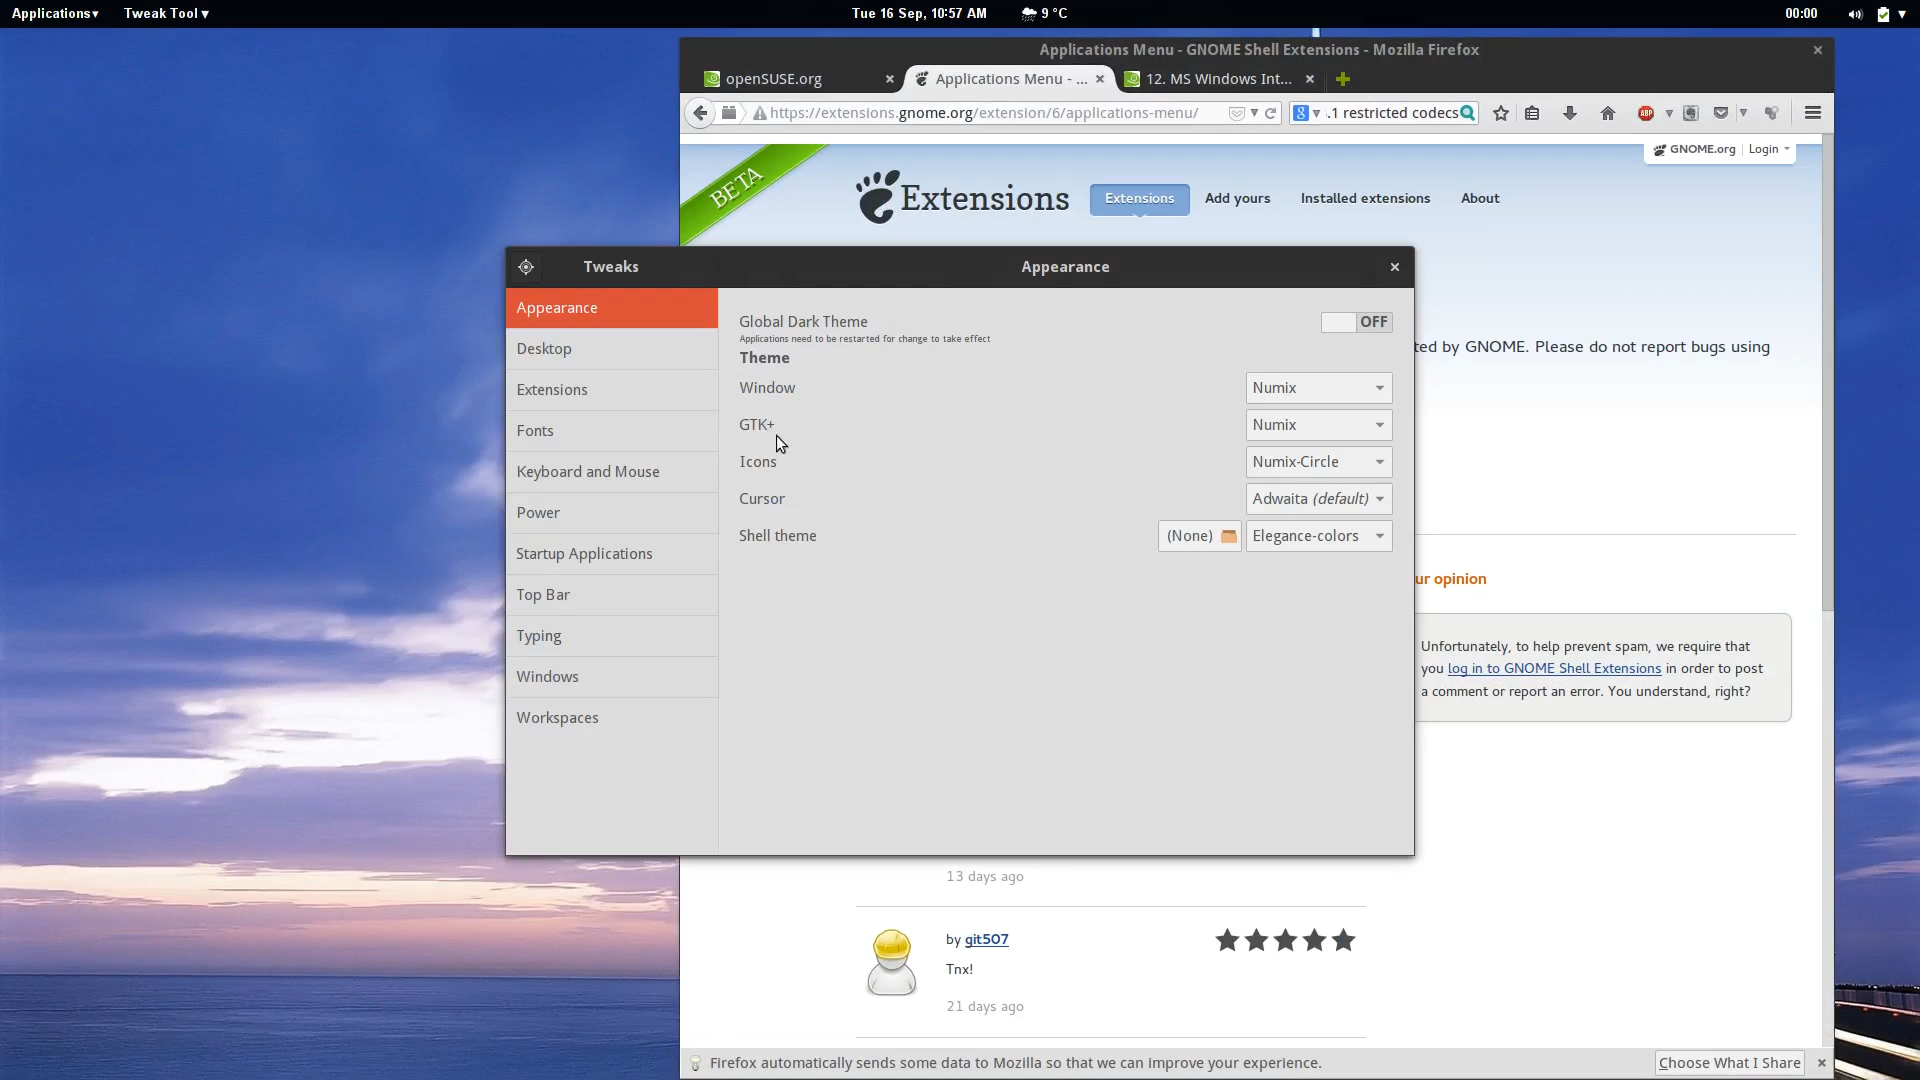 Applications▾ Tweak Tool ▾ Tue 16 Sep, 10:57 AM 9 °C 00:00
Applications Menu - GNOME Shell Extensions - Mozilla Firefox
openSUSE.org Applications Menu - ... 12. MS Windows Int...
https://extensions.gnome.org/extension/6/applications-menu/ .1 restricted codecs
ABP
GNOME.org Login
BETA
Extensions Extensions Add yours Installed extensions About
Tweaks Appearance
Appearance
Desktop
Extensions
Fonts
Keyboard and Mouse
Power
Startup Applications
Top Bar
Typing
Windows
Workspaces
Global Dark Theme OFF
Applications need to be restarted for change to take effect
Theme
Window Numix
GTK+ Numix
Icons Numix-Circle
Cursor Adwaita (default)
Shell theme (None) Elegance-colors
ted by GNOME. Please do not report bugs using
ur opinion
Unfortunately, to help prevent spam, we require that
you log in to GNOME Shell Extensions in order to post
a comment or report an error. You understand, right?
13 days ago
by git507
Tnx!
21 days ago
Firefox automatically sends some data to Mozilla so that we can improve your experience. Choose What I Share